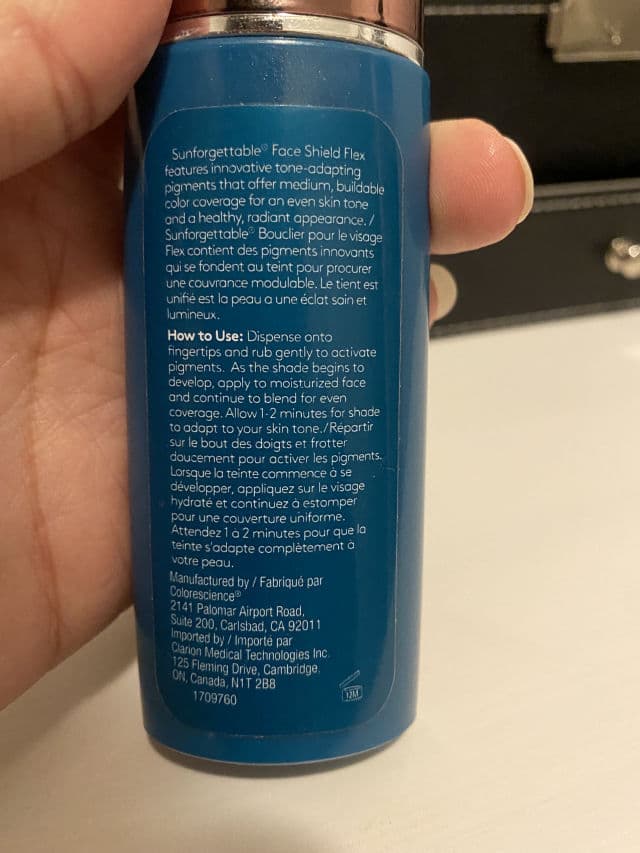 Sunforgettable® Face Shield Flex
features innovative tone-adapting
pigments that offer medium, buildable
color coverage for an even skin tone
and a healthy, radiant appearance. /
Sunforgettable® Bouclier pour le visage
Flex contient des pigments innovants
qui se fondent au teint pour procurer
une couvrance modulable. Le tient est
unifié est la peau a une éclat sain et
lumineux.
How to Use: Dispense onto
fingertips and rub gently to activate
pigments. As the shade begins to
develop, apply to moisturized face
and continue to blend for even
coverage. Allow 1-2 minutes for shade
to adapt to your skin tone./Répartir
sur le bout des doigts et frotter
doucement pour activer les pigments.
Lorsque la teinte commence à se
développer, appliquez sur le visage
hydraté et continuez à estomper
pour une couverture uniforme.
Attendez 1 à 2 minutes pour que la
teinte s'adapte complètement à
votre peau.
Manufactured by / Fabriqué par
Colorescience®
2141 Palomar Airport Road,
Suite 200, Carlsbad, CA 92011
Imported by / Importé par
Clarion Medical Technologies Inc.
125 Fleming Drive, Cambridge.
ON, Canada, N1T 2B8
1709760
12M